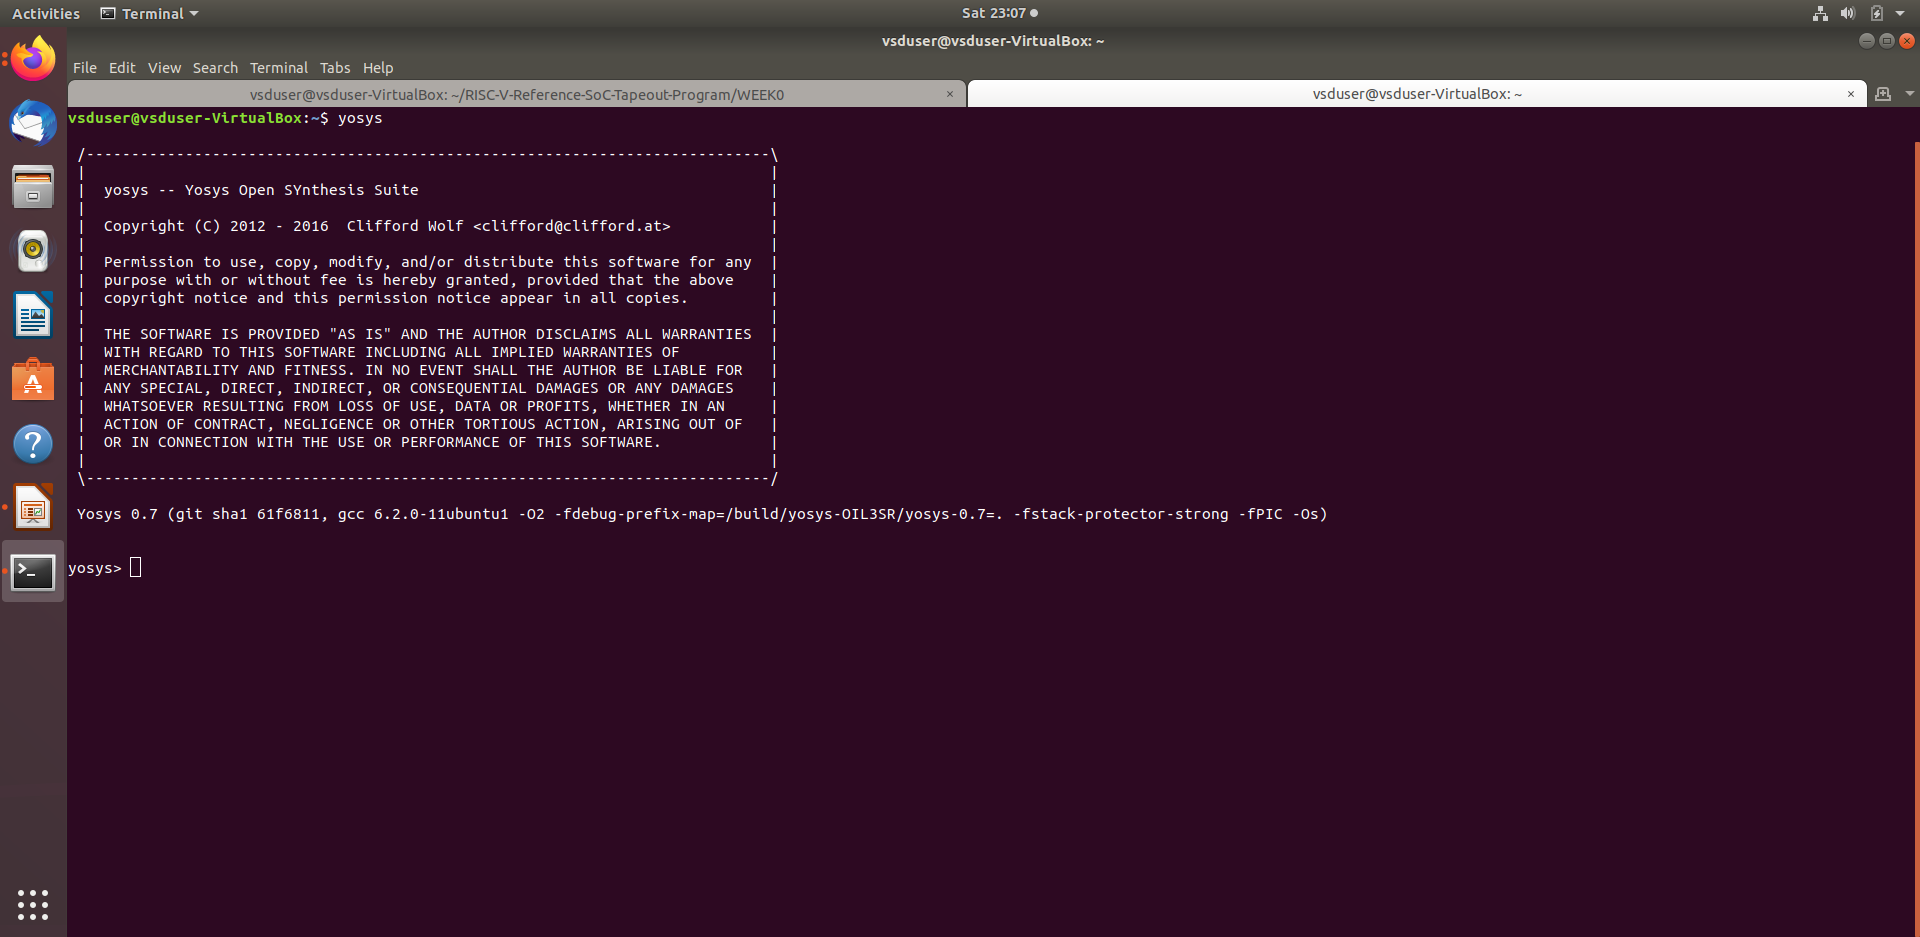 Activities Terminal Sat 23:07
vsduser@vsduser-VirtualBox: ~
File Edit View Search Terminal Tabs Help
vsduser@vsduser-VirtualBox: ~/RISC-V-Reference-SoC-Tapeout-Program/WEEK0 × vsduser@vsduser-VirtualBox: ~ ×
vsduser@vsduser-VirtualBox:~$ yosys
/----------------------------------------------------------------------------\
|                                                                            |
|  yosys -- Yosys Open SYnthesis Suite                                       |
|                                                                            |
|  Copyright (C) 2012 - 2016  Clifford Wolf <clifford@clifford.at>           |
|                                                                            |
|  Permission to use, copy, modify, and/or distribute this software for any  |
|  purpose with or without fee is hereby granted, provided that the above    |
|  copyright notice and this permission notice appear in all copies.         |
|                                                                            |
|  THE SOFTWARE IS PROVIDED "AS IS" AND THE AUTHOR DISCLAIMS ALL WARRANTIES  |
|  WITH REGARD TO THIS SOFTWARE INCLUDING ALL IMPLIED WARRANTIES OF          |
|  MERCHANTABILITY AND FITNESS. IN NO EVENT SHALL THE AUTHOR BE LIABLE FOR   |
|  ANY SPECIAL, DIRECT, INDIRECT, OR CONSEQUENTIAL DAMAGES OR ANY DAMAGES    |
|  WHATSOEVER RESULTING FROM LOSS OF USE, DATA OR PROFITS, WHETHER IN AN     |
|  ACTION OF CONTRACT, NEGLIGENCE OR OTHER TORTIOUS ACTION, ARISING OUT OF   |
|  OR IN CONNECTION WITH THE USE OR PERFORMANCE OF THIS SOFTWARE.            |
|                                                                            |
\----------------------------------------------------------------------------/
Yosys 0.7 (git sha1 61f6811, gcc 6.2.0-11ubuntu1 -O2 -fdebug-prefix-map=/build/yosys-OIL3SR/yosys-0.7=. -fstack-protector-strong -fPIC -Os)
yosys>